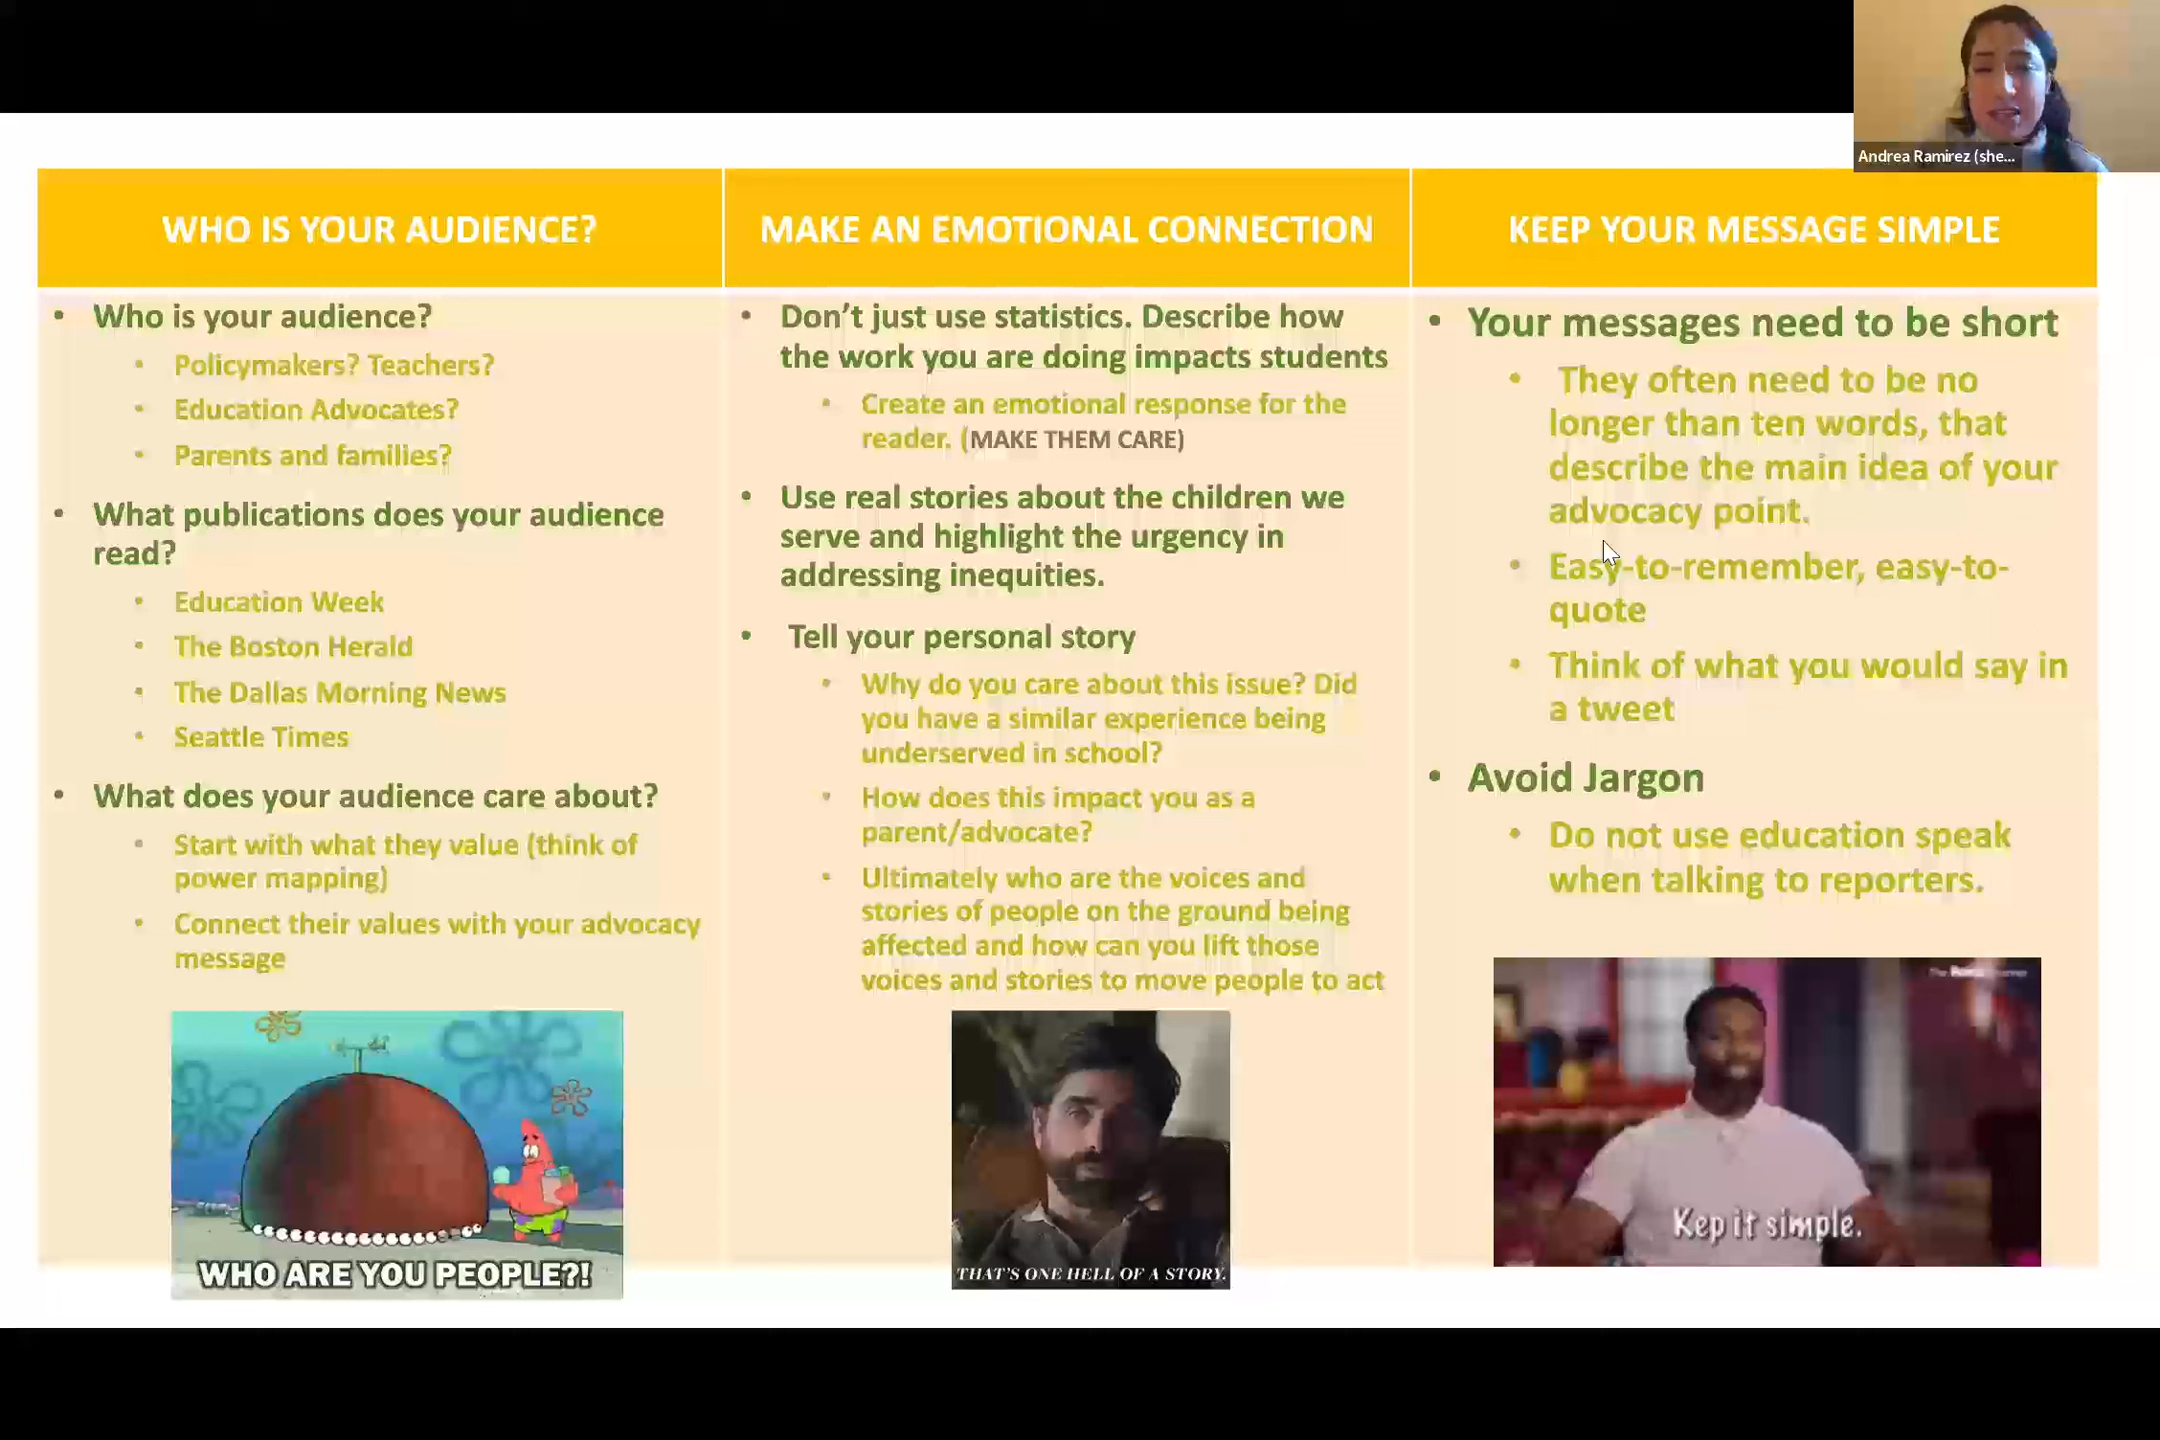 Andrea Ramirez (she...
WHO IS YOUR AUDIENCE?
• Who is your audience?
• Policymakers? Teachers?
• Education Advocates?
• Parents and families?
• What publications does your audience
read?
• Education Week
• The Boston Herald
• The Dallas Morning News
• Seattle Times
• What does your audience care about?
• Start with what they value (think of
power mapping)
• Connect their values with your advocacy
message
WHO ARE YOU PEOPLE?!
MAKE AN EMOTIONAL CONNECTION
• Don't just use statistics. Describe how
the work you are doing impacts students
• Create an emotional response for the
reader. (MAKE THEM CARE)
• Use real stories about the children we
serve and highlight the urgency in
addressing inequities.
• Tell your personal story
• Why do you care about this issue? Did
you have a similar experience being
underserved in school?
• How does this impact you as a
parent/advocate?
• Ultimately who are the voices and
stories of people on the ground being
affected and how can you lift those
voices and stories to move people to act
THAT'S ONE HELL OF A STORY.
KEEP YOUR MESSAGE SIMPLE
• Your messages need to be short
• They often need to be no
longer than ten words, that
describe the main idea of your
advocacy point.
• Easy-to-remember, easy-to-
quote
• Think of what you would say in
a tweet
• Avoid Jargon
• Do not use education speak
when talking to reporters.
The
Kep it simple.